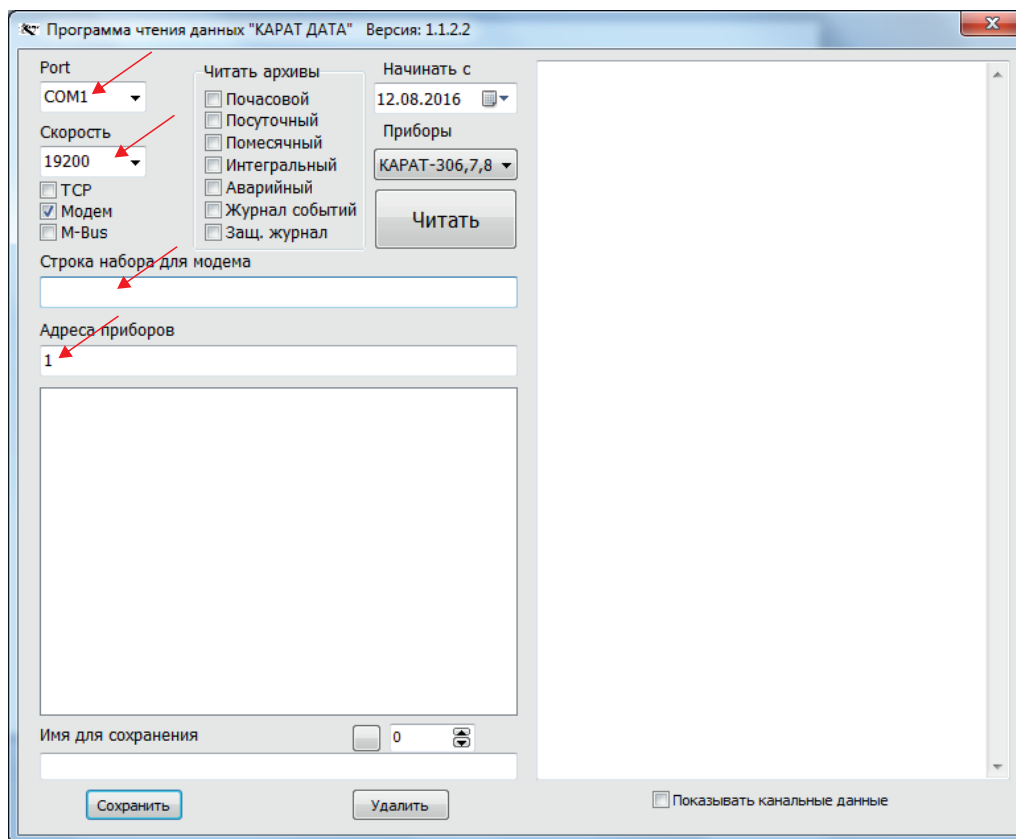 Программа чтения данных "КАРАТ ДАТА" Версия: 1.1.2.2
Port
COM1
Скорость
19200
TCP
Модем
M-Bus
Читать архивы
Почасовой
Посуточный
Помесячный
Интегральный
Аварийный
Журнал событий
Защ. журнал
Начинать с
12.08.2016
Приборы
КАРАТ-306,7,8
Читать
Строка набора для модема
Адреса приборов
1
Имя для сохранения
0
Сохранить
Удалить
Показывать канальные данные